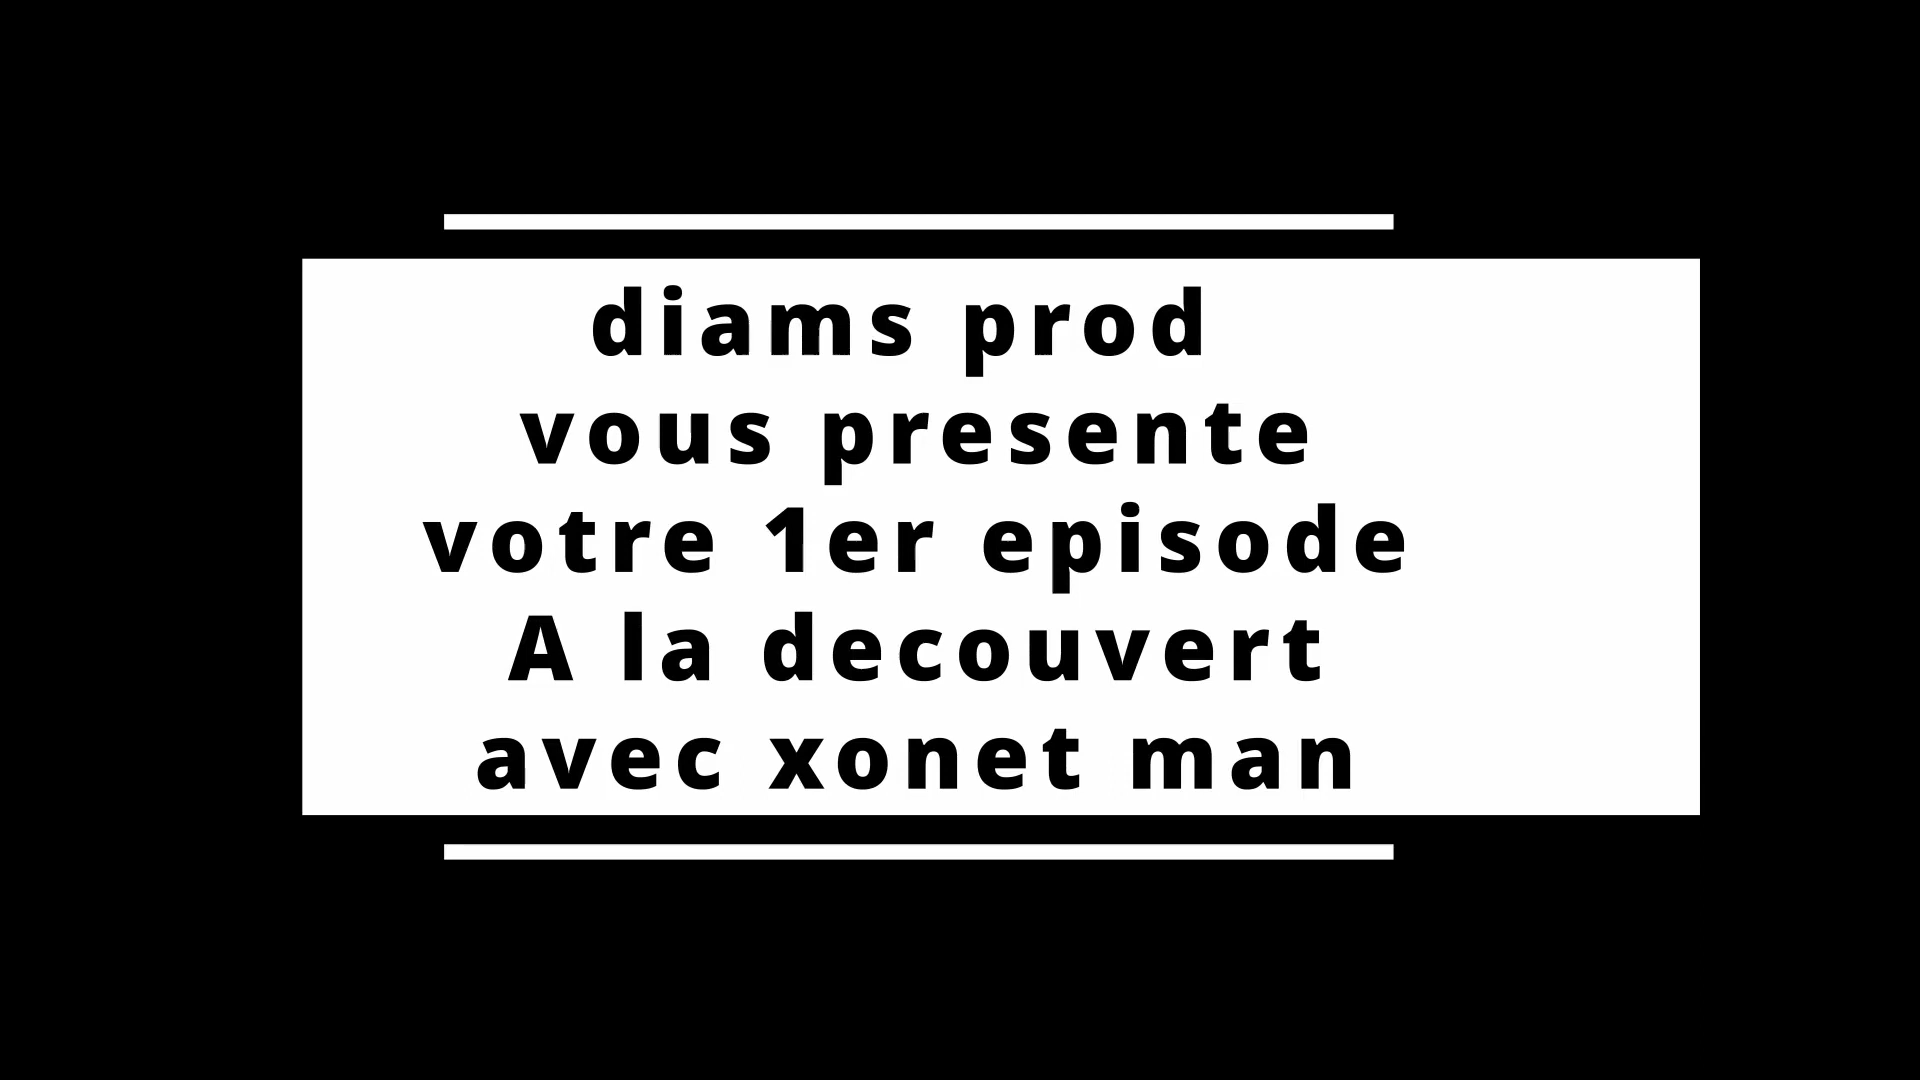 diams prod
vous presente
votre 1er episode
A la decouvert
avec xonet man